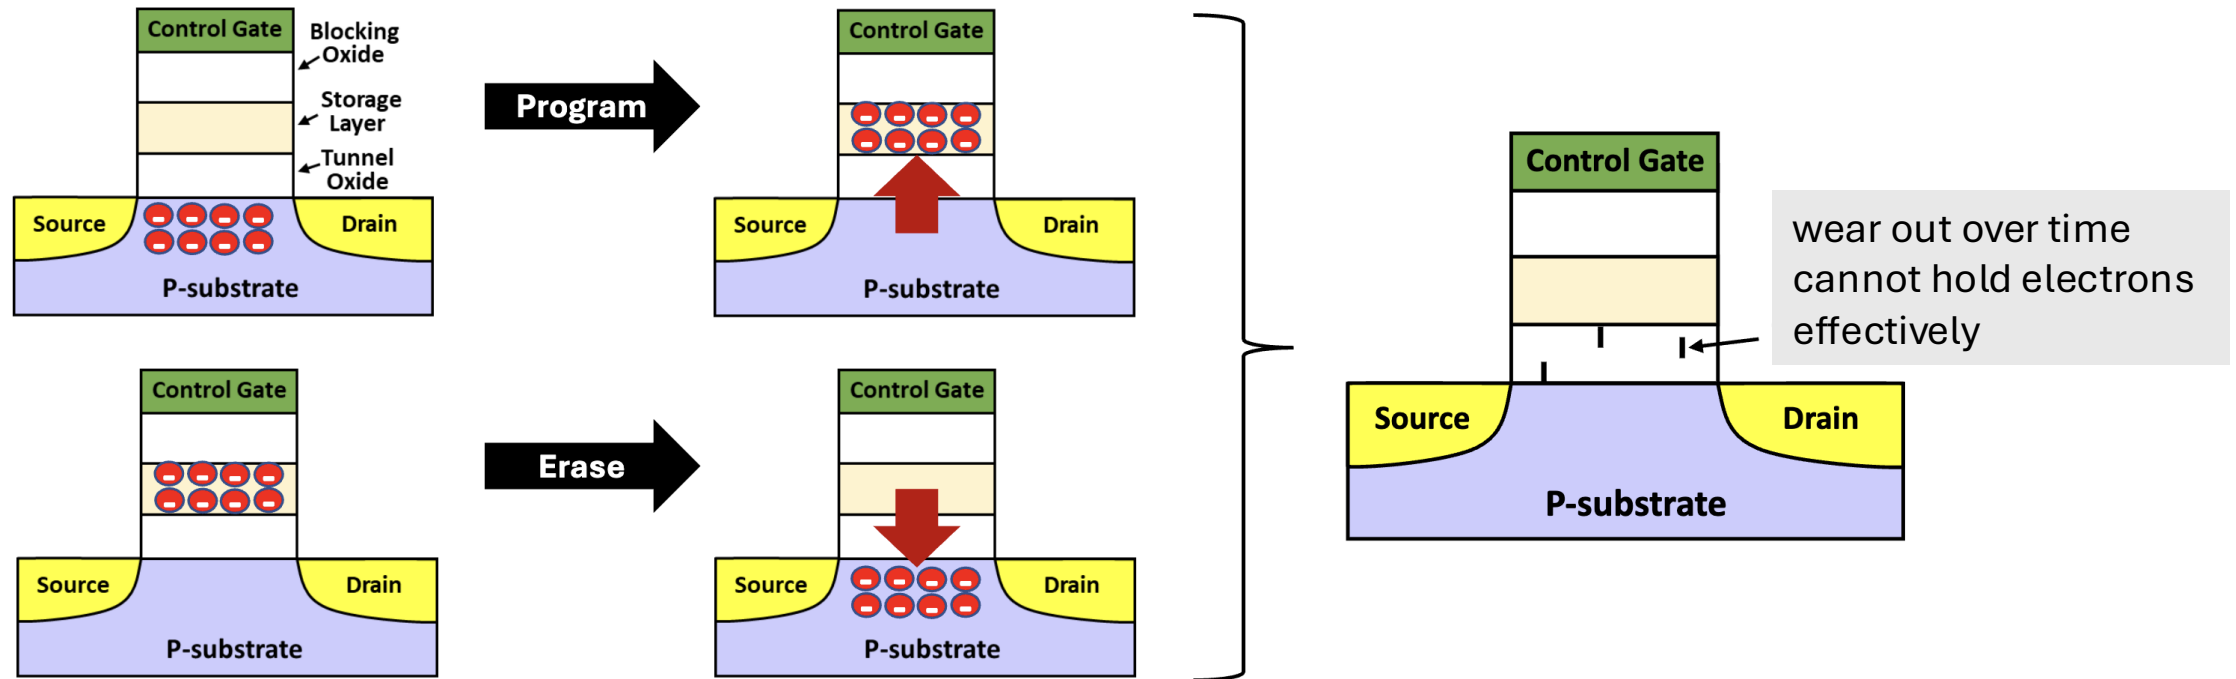 Control Gate
Blocking
Oxide
Storage
Layer
Tunnel
Oxide
Source
Drain
P-substrate
Program
Control Gate
Source
Drain
P-substrate
Control Gate
Source
Drain
P-substrate
Erase
Control Gate
Source
Drain
P-substrate
Control Gate
Source
Drain
P-substrate
wear out over time
cannot hold electrons
effectively